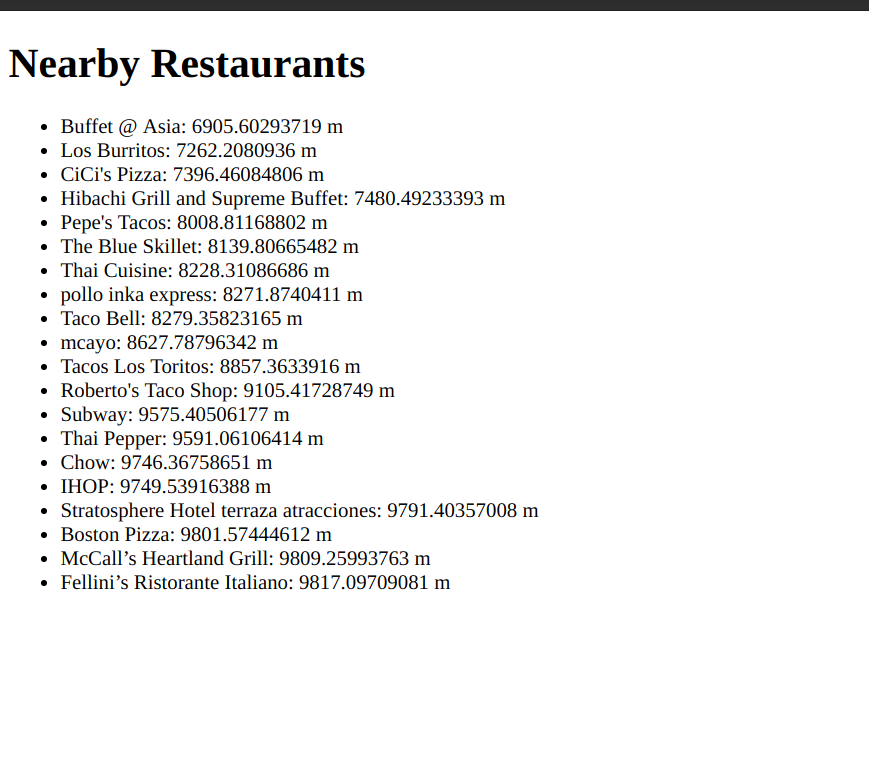 Nearby Restaurants
Buffet @ Asia: 6905.60293719 m
Los Burritos: 7262.2080936 m
CiCi's Pizza: 7396.46084806 m
Hibachi Grill and Supreme Buffet: 7480.49233393 m
Pepe's Tacos: 8008.81168802 m
The Blue Skillet: 8139.80665482 m
Thai Cuisine: 8228.31086686 m
pollo inka express: 8271.8740411 m
Taco Bell: 8279.35823165 m
mcayo: 8627.78796342 m
Tacos Los Toritos: 8857.3633916 m
Roberto's Taco Shop: 9105.41728749 m
Subway: 9575.40506177 m
Thai Pepper: 9591.06106414 m
Chow: 9746.36758651 m
IHOP: 9749.53916388 m
Stratosphere Hotel terraza atracciones: 9791.40357008 m
Boston Pizza: 9801.57444612 m
McCall’s Heartland Grill: 9809.25993763 m
Fellini’s Ristorante Italiano: 9817.09709081 m